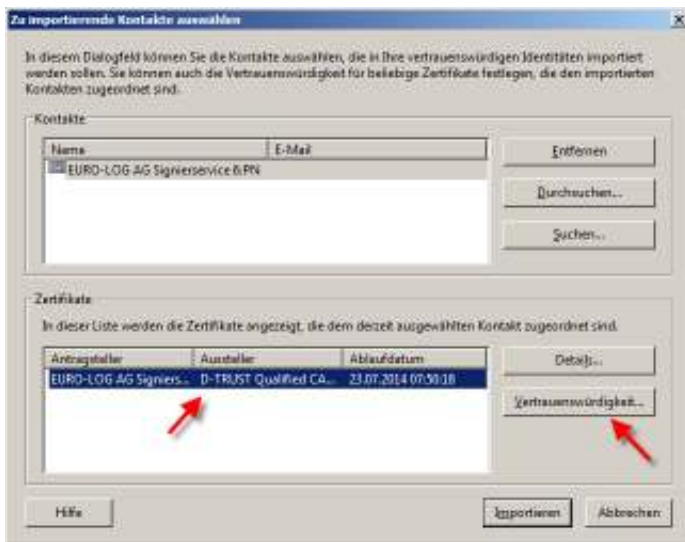 Zu importierende Kontakte auswählen
In diesem Dialogfeld können Sie die Kontakte auswählen, die in Ihre vertrauenswürdigen Identitäten importiert
werden sollen. Sie können auch die Vertrauenswürdigkeit für beliebige Zertifikate festlegen, die den importierten
Kontakten zugeordnet sind.
Kontakte
Name E-Mail
EURO-LOG AG Signierservice 6:PN
Entfernen
Durchsuchen...
Suchen...
Zertifikate
In dieser Liste werden die Zertifikate angezeigt, die dem derzeit ausgewählten Kontakt zugeordnet sind.
Antragsteller Aussteller Ablaufdatum
EURO-LOG AG Signiers... D-TRUST Qualified CA... 23.07.2014 07:50:18
Details...
Vertrauenswürdigkeit...
Hilfe Importieren Abbrechen